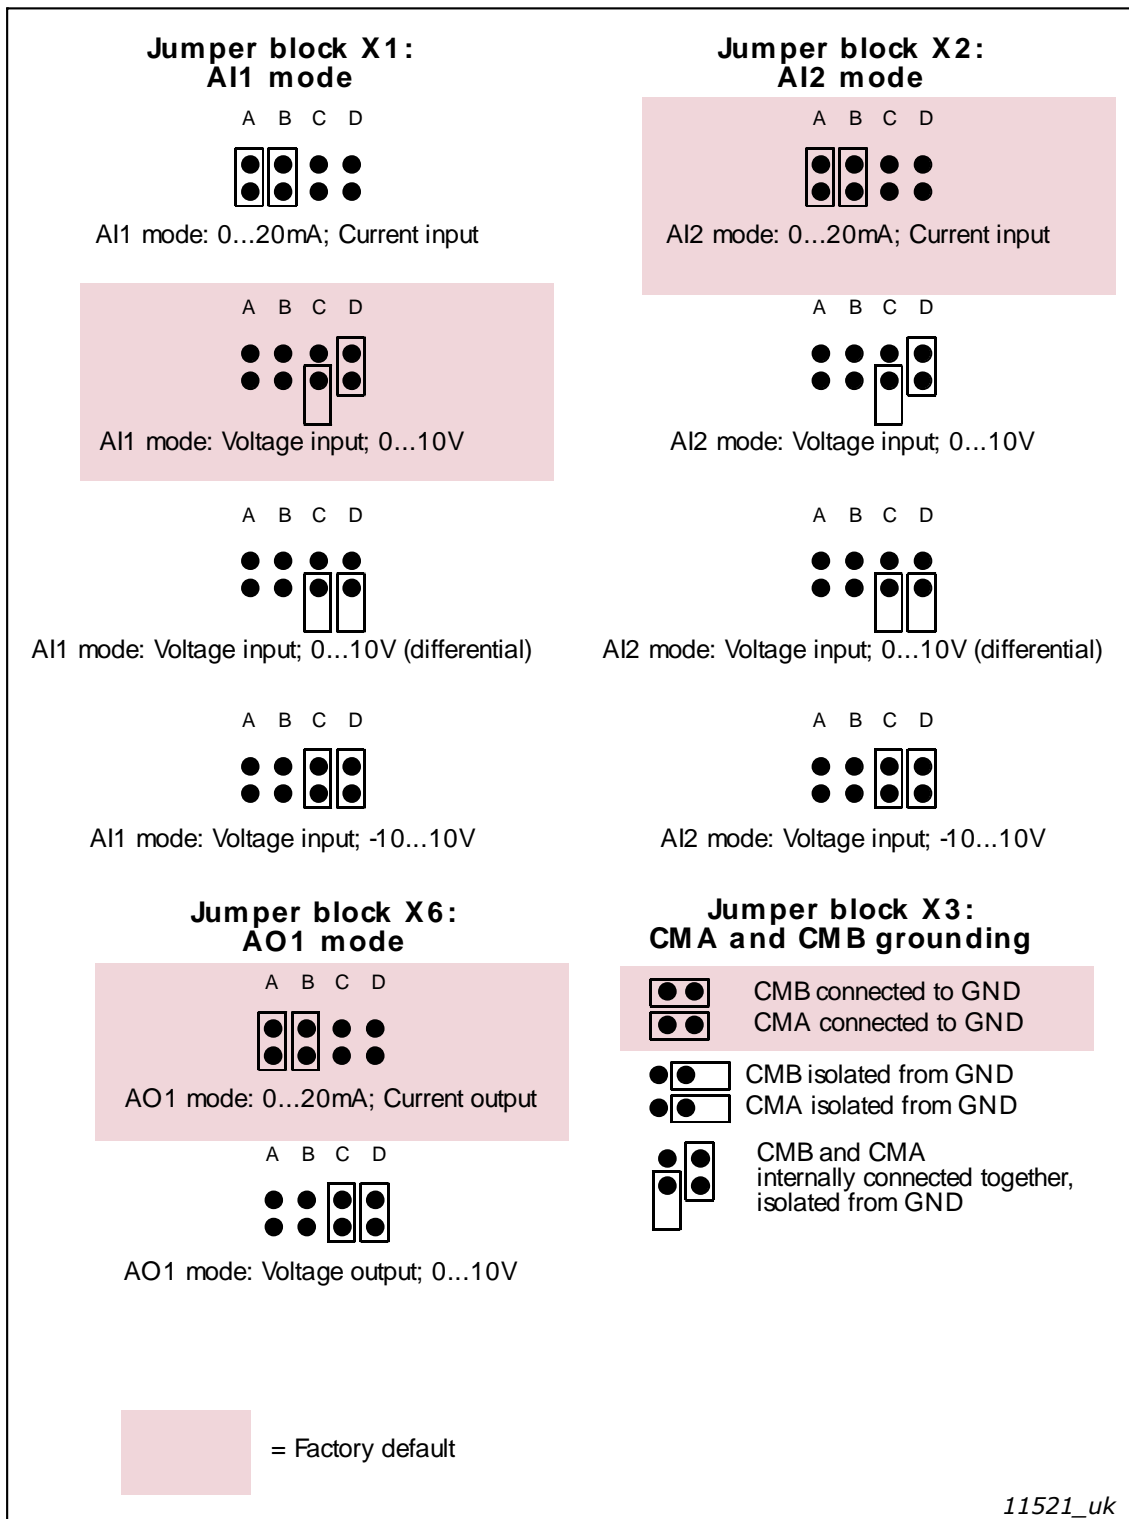 Jumper block X1:
AI1 mode
A B C D
AI1 mode: 0...20mA; Current input
A B C D
AI1 mode: Voltage input; 0...10V
A B C D
AI1 mode: Voltage input; 0...10V (differential)
A B C D
AI1 mode: Voltage input; -10...10V
Jumper block X2:
AI2 mode
A B C D
AI2 mode: 0...20mA; Current input
A B C D
AI2 mode: Voltage input; 0...10V
A B C D
AI2 mode: Voltage input; 0...10V (differential)
A B C D
AI2 mode: Voltage input; -10...10V
Jumper block X6:
AO1 mode
A B C D
AO1 mode: 0...20mA; Current output
A B C D
AO1 mode: Voltage output; 0...10V
Jumper block X3:
CMA and CMB grounding
CMB connected to GND
CMA connected to GND
CMB isolated from GND
CMA isolated from GND
CMB and CMA
internally connected together,
isolated from GND
= Factory default
11521_uk